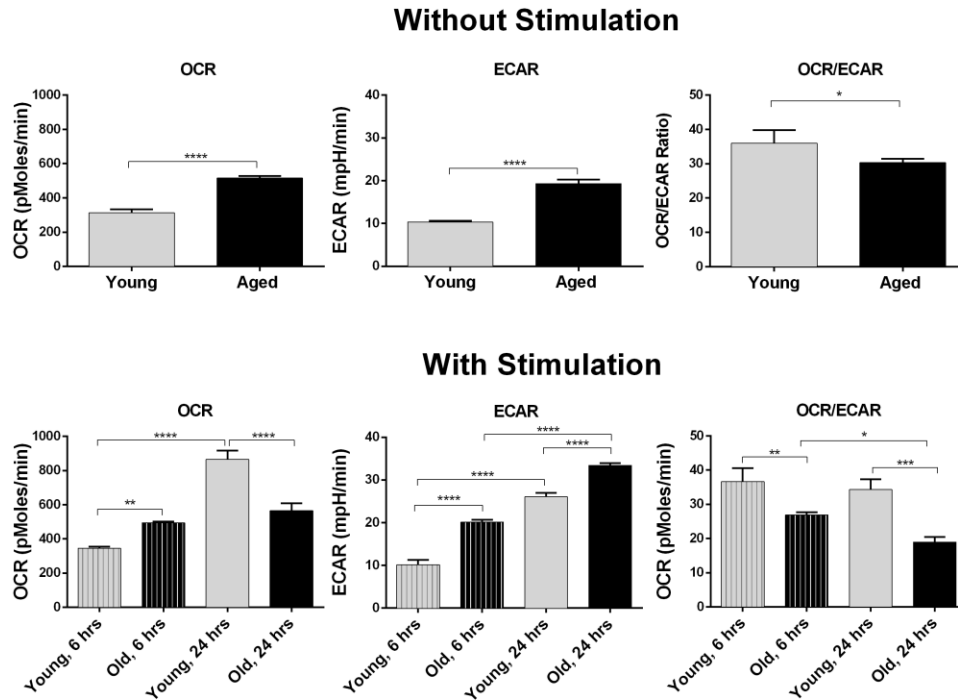 Without Stimulation
OCR
OCR (pMoles/min)
1000
800
600
400
200
0
****
Young
Aged
ECAR
ECAR (mpH/min)
40
30
20
10
0
****
Young
Aged
OCR/ECAR
OCR/ECAR Ratio)
50
40
30
20
10
0
*
Young
Aged
With Stimulation
OCR
OCR (pMoles/min)
1000
800
600
400
200
0
****
****
**
Young, 6 hrs
Old, 6 hrs
Young, 24 hrs
Old, 24 hrs
ECAR
ECAR (mpH/min)
40
30
20
10
0
****
****
****
****
Young, 6 hrs
Old, 6 hrs
Young, 24 hrs
Old, 24 hrs
OCR/ECAR
OCR (pMoles/min)
50
40
30
20
10
0
*
**
***
Young, 6 hrs
Old, 6 hrs
Young, 24 hrs
Old, 24 hrs